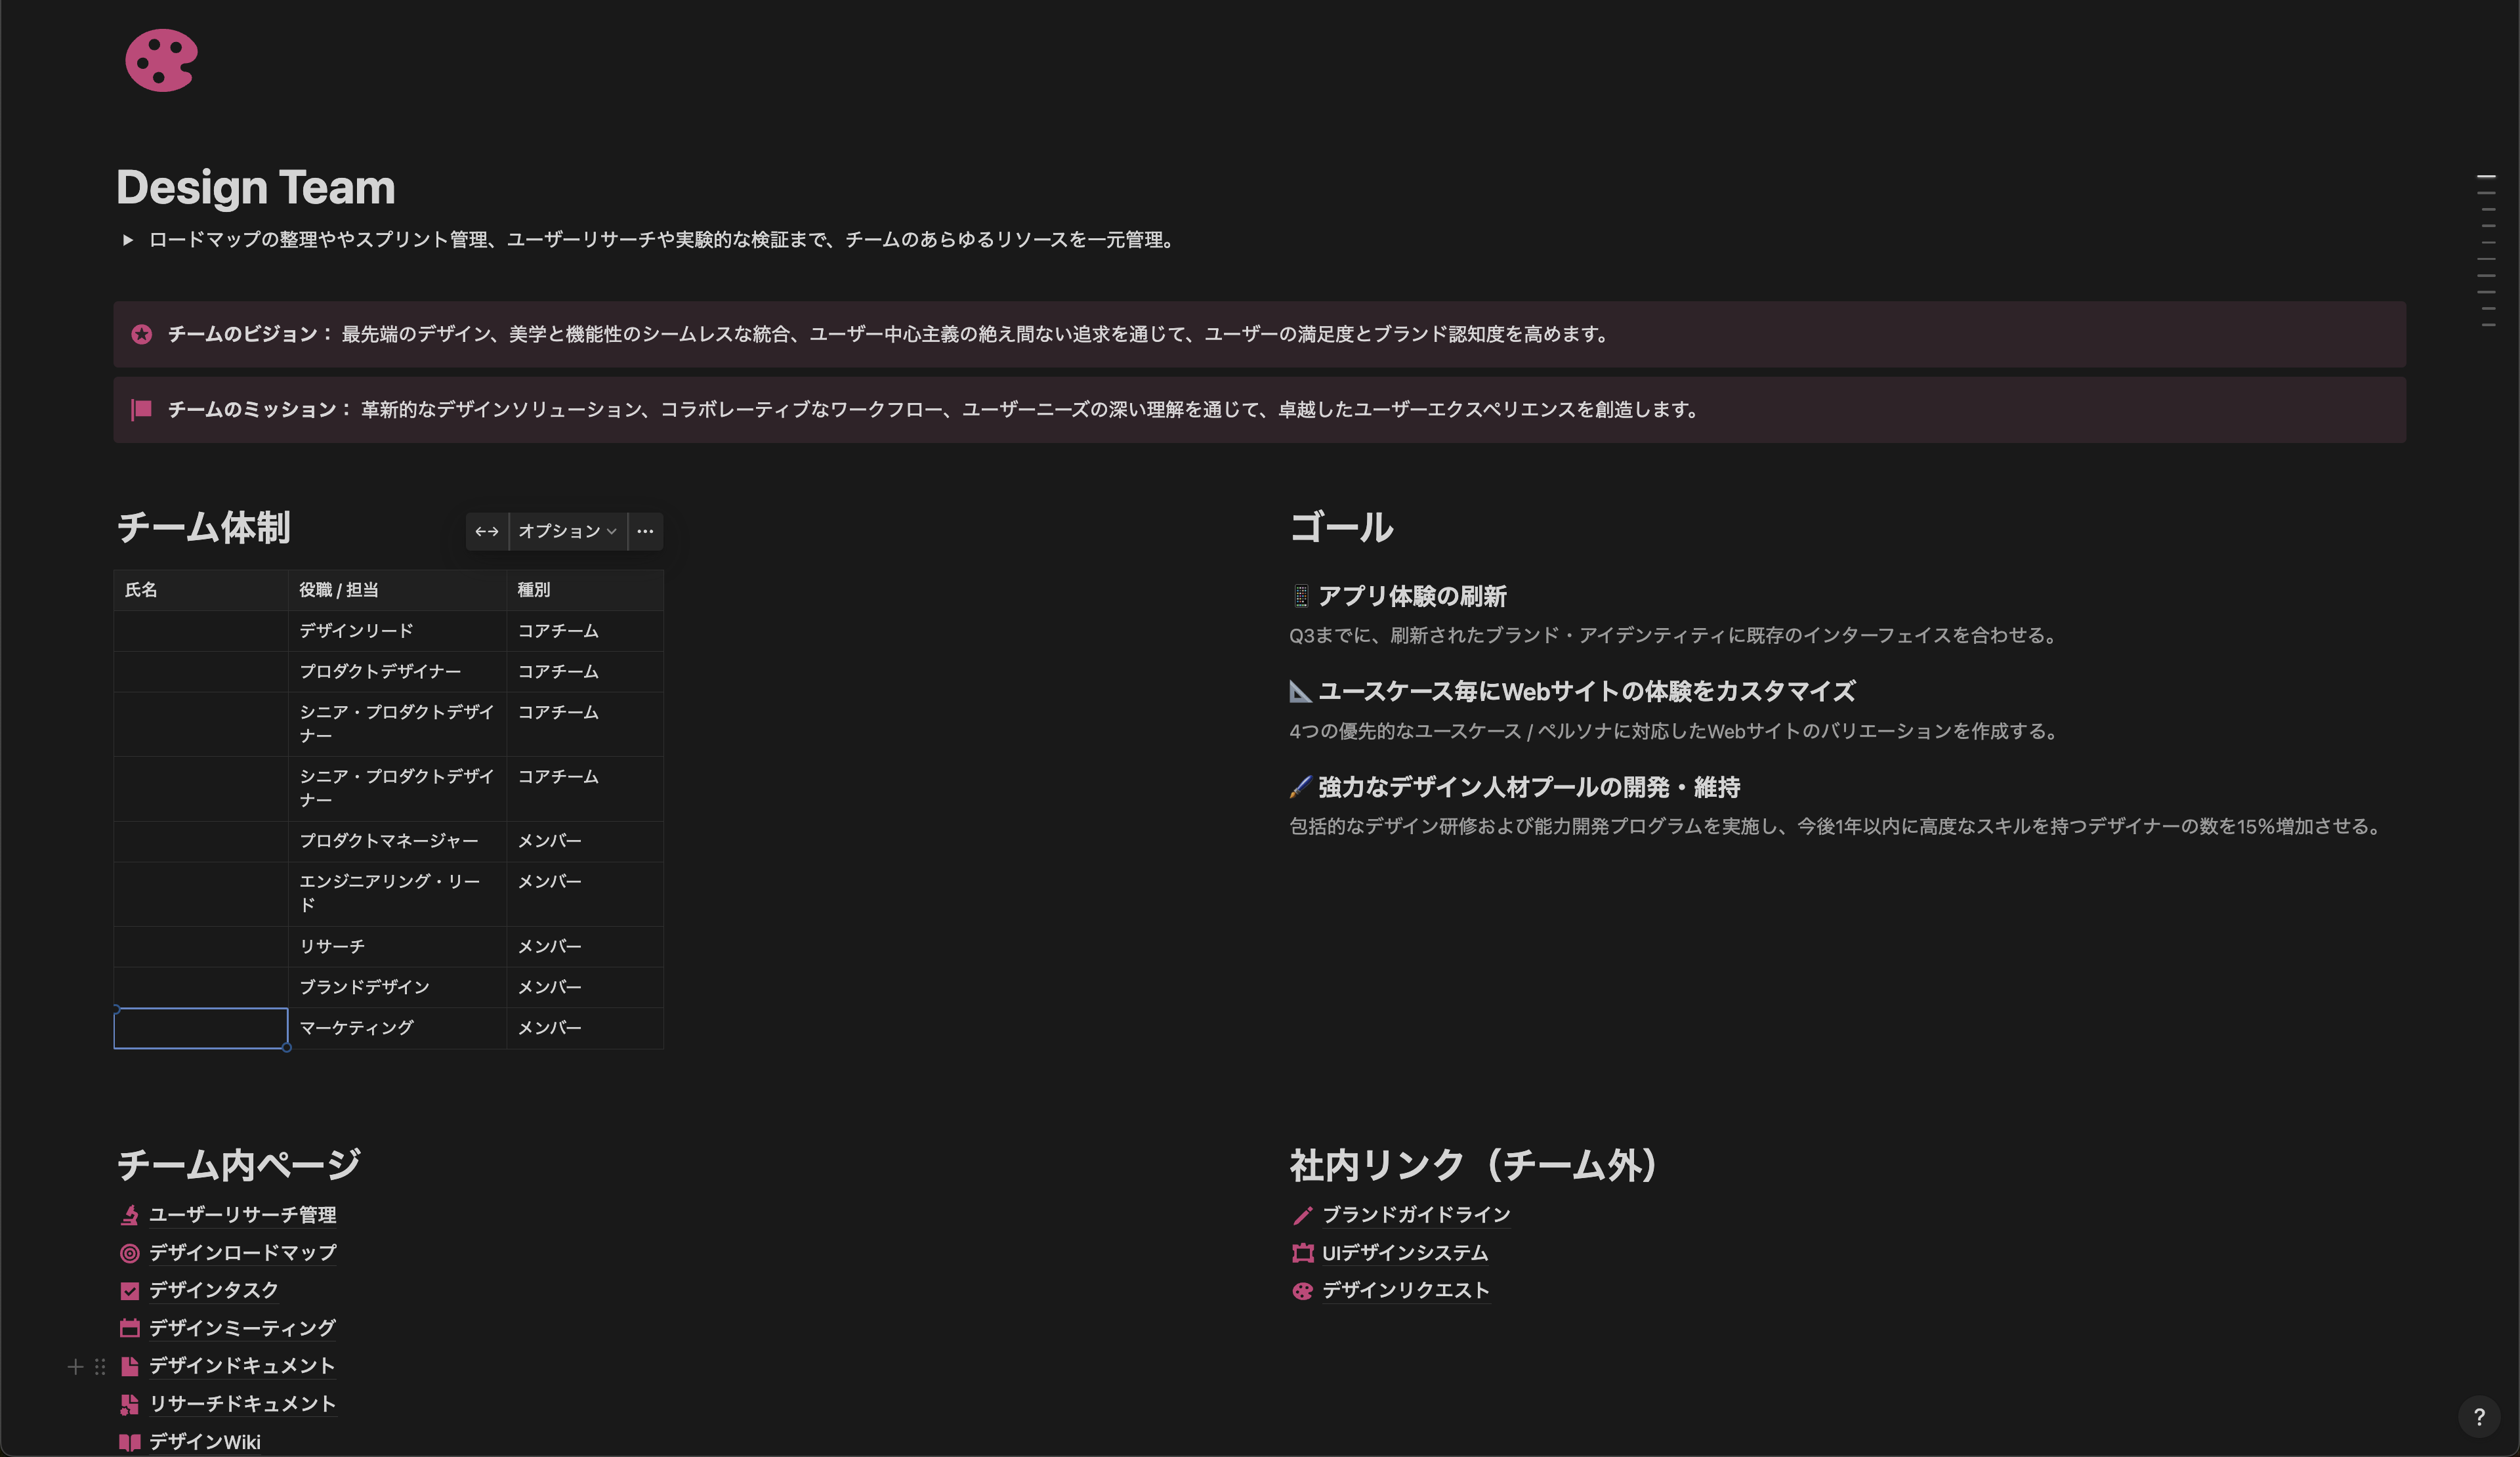 Design Team
ロードマップの整理ややスプリント管理、ユーザーリサーチや実験的な検証まで、チームのあらゆるリソースを一元管理。
チームのビジョン： 最先端のデザイン、美学と機能性のシームレスな統合、ユーザー中心主義の絶え間ない追求を通じて、ユーザーの満足度とブランド認知度を高めます。
チームのミッション： 革新的なデザインソリューション、コラボレーティブなワークフロー、ユーザーニーズの深い理解を通じて、卓越したユーザーエクスペリエンスを創造します。
チーム体制
オプション
氏名 役職 / 担当 種別
デザインリード コアチーム
プロダクトデザイナー コアチーム
シニア・プロダクトデザイ コアチーム
ナー
シニア・プロダクトデザイ コアチーム
ナー
プロダクトマネージャー メンバー
エンジニアリング・リー メンバー
ド
リサーチ メンバー
ブランドデザイン メンバー
マーケティング メンバー
ゴール
📱 アプリ体験の刷新
Q3までに、刷新されたブランド・アイデンティティに既存のインターフェイスを合わせる。
📐 ユースケース毎にWebサイトの体験をカスタマイズ
4つの優先的なユースケース / ペルソナに対応したWebサイトのバリエーションを作成する。
🖌️ 強力なデザイン人材プールの開発・維持
包括的なデザイン研修および能力開発プログラムを実施し、今後1年以内に高度なスキルを持つデザイナーの数を15％増加させる。
チーム内ページ
ユーザーリサーチ管理
デザインロードマップ
デザインタスク
デザインミーティング
デザインドキュメント
リサーチドキュメント
デザインWiki
社内リンク（チーム外）
ブランドガイドライン
UIデザインシステム
デザインリクエスト
?